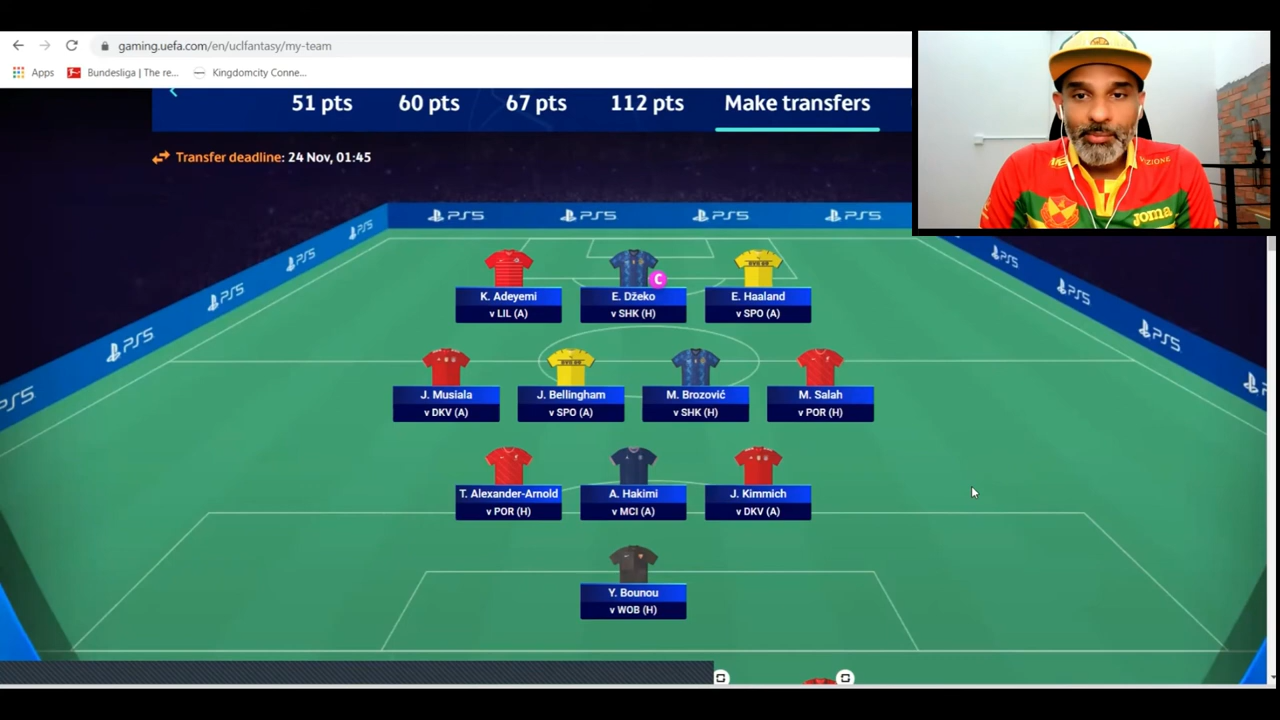 gaming.uefa.com/en/uclfantasy/my-team
Apps Bundesliga | The re... Kingdomcity Conne...
51 pts 60 pts 67 pts 112 pts Make transfers
Transfer deadline: 24 Nov, 01:45
PS5 PS5 PS5 PS5
PS5 PS5
PS5 PS5
PS5 PS5
PS5
C
K. Adeyemi E. Džeko E. Haaland
v LIL (A) v SHK (H) v SPO (A)
J. Musiala J. Bellingham M. Brozović M. Salah
v DKV (A) v SPO (A) v SHK (H) v POR (H)
T. Alexander-Arnold A. Hakimi J. Kimmich
v POR (H) v MCI (A) v DKV (A)
Y. Bounou
v WOB (H)
VIZIONE
Joma